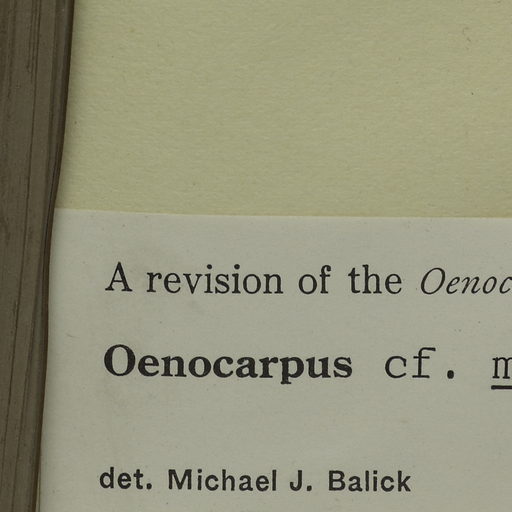 A revision of the Oenoc
Oenocarpus cf. m
det. Michael J. Balick